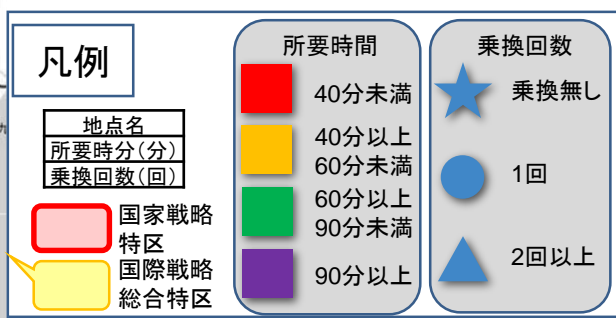 凡例
地点名
所要時分(分)
乗換回数(回)
国家戦略
特区
国際戦略
総合特区
所要時間
40分未満
40分以上
60分未満
60分以上
90分未満
90分以上
乗換回数
乗換無し
1回
2回以上